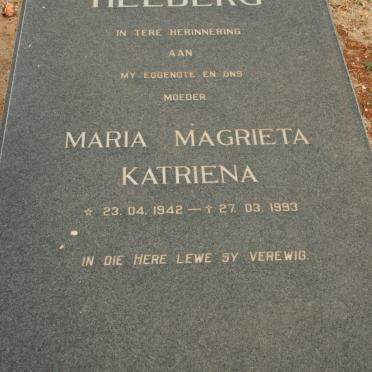 HEEBERG
IN TERE HERINNERING
AAN
MY EGGENOTE EN ONS
MOEDER
MARIA MAGRIETA
KATRIENA
☆ 23. 04. 1942 — † 27. 03. 1993
IN DIE HERE LEWE SY VEREWIG.